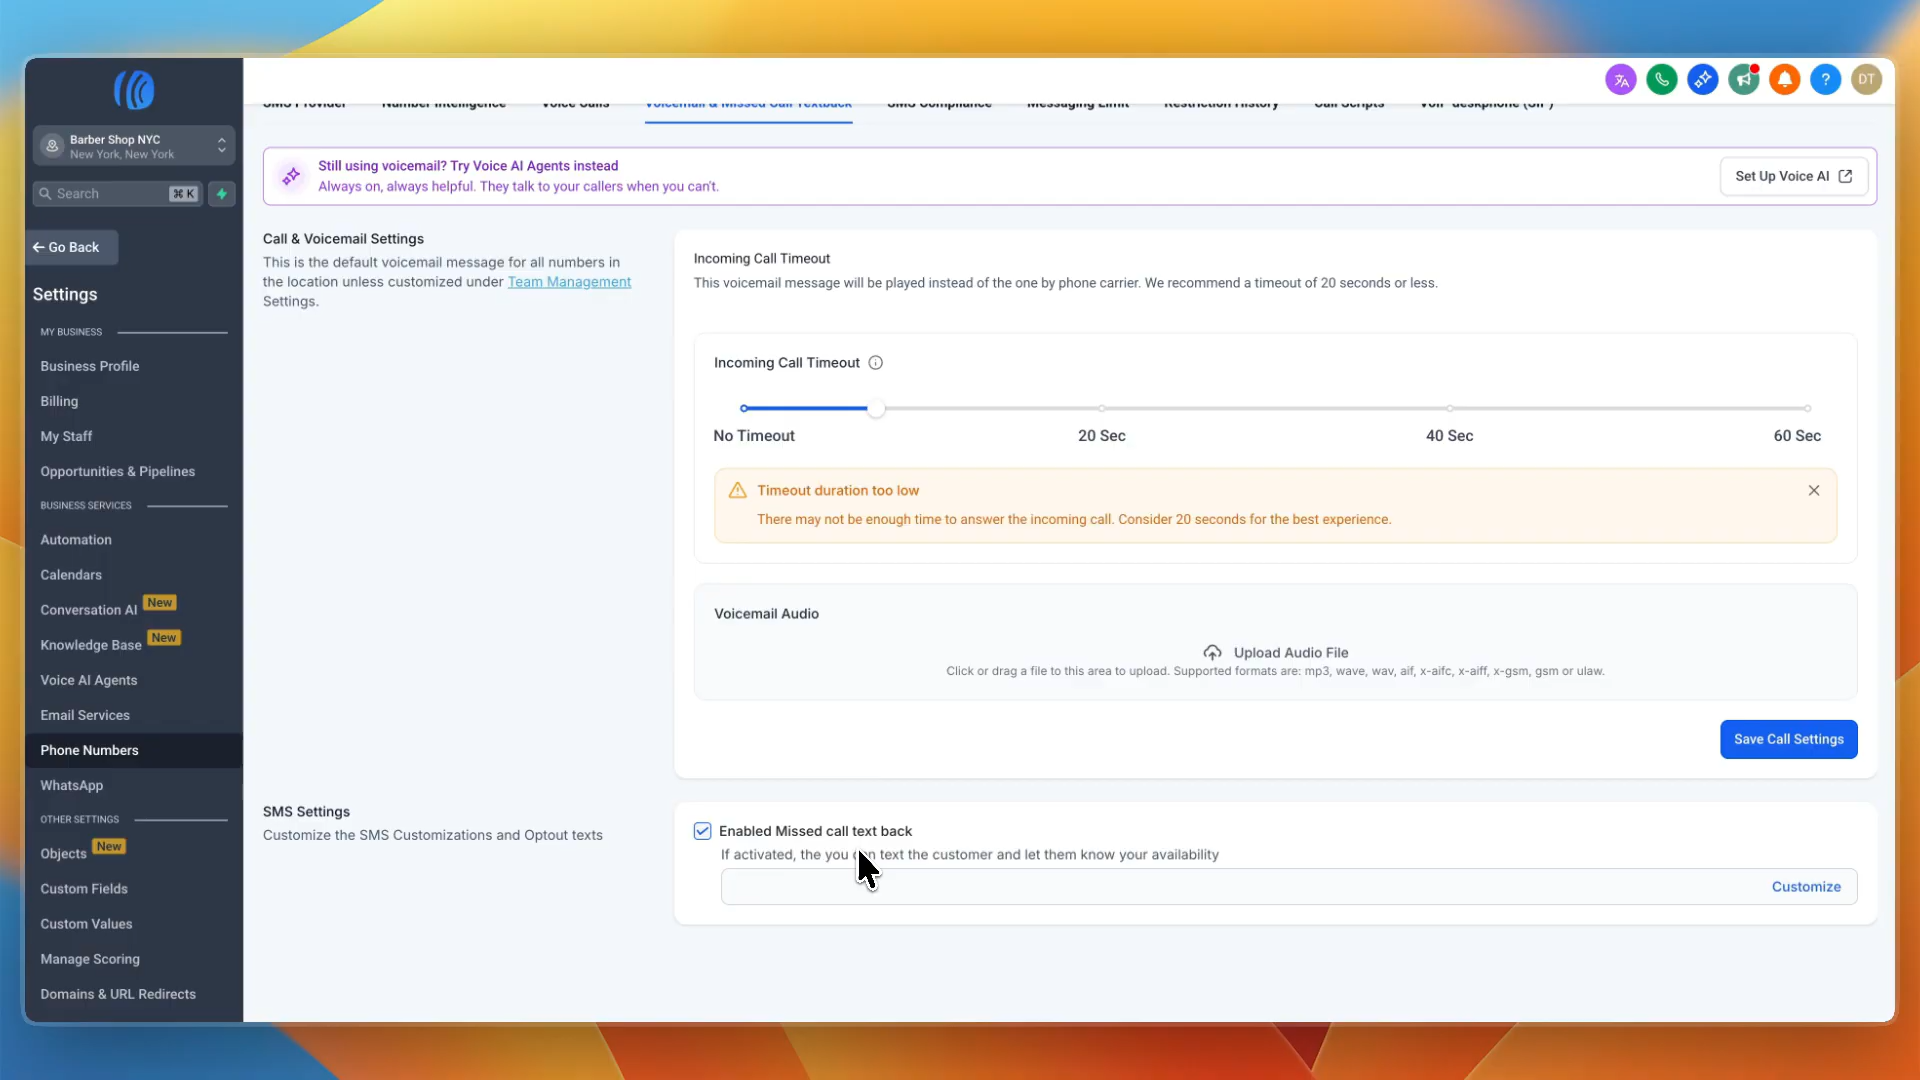 Barber Shop NYC
New York, New York
Search
⌘ K
Go Back
Settings
MY BUSINESS
Business Profile
Billing
My Staff
Opportunities & Pipelines
BUSINESS SERVICES
Automation
Calendars
Conversation AI New
Knowledge Base New
Voice AI Agents
Email Services
Phone Numbers
WhatsApp
OTHER SETTINGS
Objects New
Custom Fields
Custom Values
Manage Scoring
Domains & URL Redirects
DT
SMS Provider Number Intelligence Voice Calls Voicemail & Missed Call Textback SMS Compliance Messaging Limit Restriction History Call Scripts VoIP deskphone (SIP)
Still using voicemail? Try Voice AI Agents instead
Always on, always helpful. They talk to your callers when you can't.
Set Up Voice AI
Call & Voicemail Settings
This is the default voicemail message for all numbers in
the location unless customized under Team Management
Settings.
Incoming Call Timeout
This voicemail message will be played instead of the one by phone carrier. We recommend a timeout of 20 seconds or less.
Incoming Call Timeout
No Timeout 20 Sec 40 Sec 60 Sec
Timeout duration too low
There may not be enough time to answer the incoming call. Consider 20 seconds for the best experience.
Voicemail Audio
Upload Audio File
Click or drag a file to this area to upload. Supported formats are: mp3, wave, wav, aif, x-aifc, x-aiff, x-gsm, gsm or ulaw.
Save Call Settings
SMS Settings
Customize the SMS Customizations and Optout texts
Enabled Missed call text back
If activated, the you can text the customer and let them know your availability
Customize